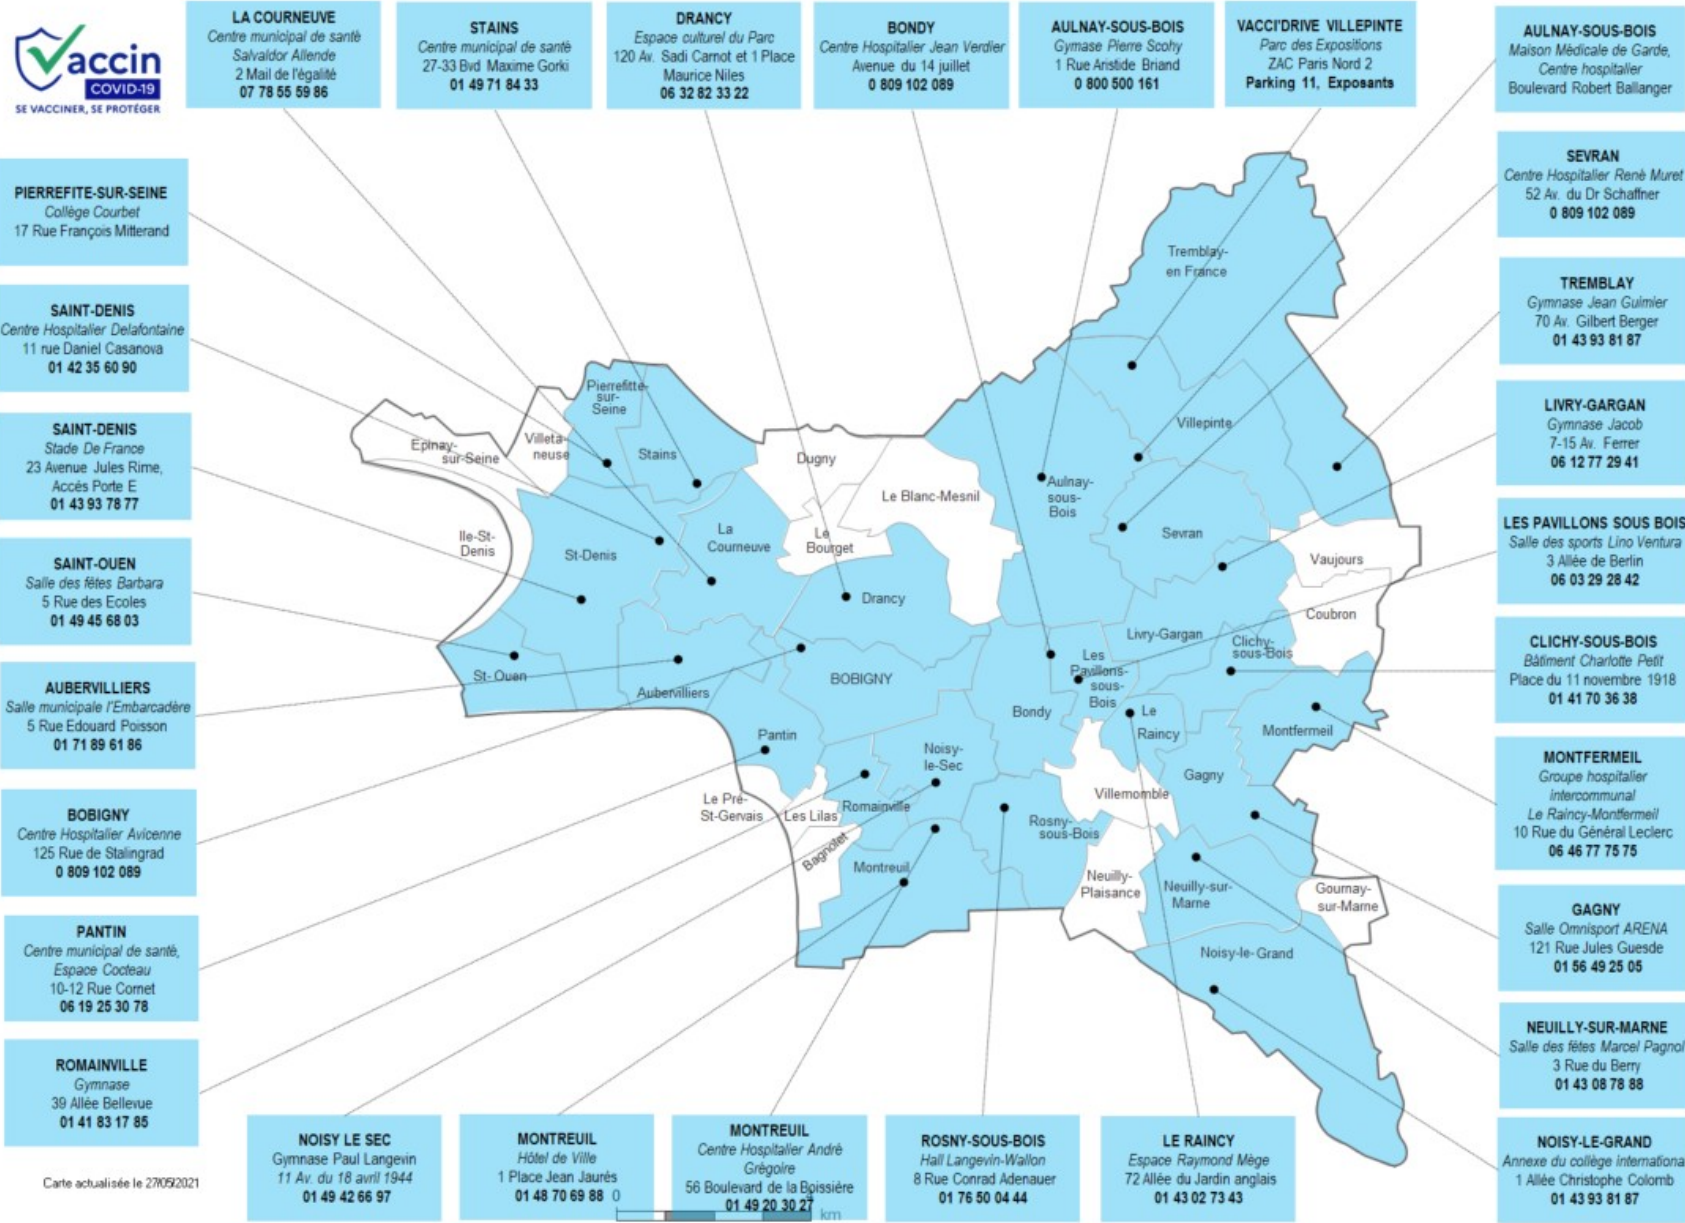 Vaccin
COVID-19
SE VACCINER, SE PROTÉGER
LA COURNEUVE
Centre municipal de santé
Salvaldor Allende
2 Mail de l'égalité
07 78 55 59 86
STAINS
Centre municipal de santé
27-33 Bvd Maxime Gorki
01 49 71 84 33
DRANCY
Espace culturel du Parc
120 Av. Sadi Carnot et 1 Place
Maurice Niles
06 32 82 33 22
BONDY
Centre Hospitalier Jean Verdier
Avenue du 14 juillet
0 809 102 089
AULNAY-SOUS-BOIS
Gymase Pierre Scohy
1 Rue Aristide Briand
0 800 500 161
VACCI'DRIVE VILLEPINTE
Parc des Expositions
ZAC Paris Nord 2
Parking 11, Exposants
AULNAY-SOUS-BOIS
Maison Médicale de Garde,
Centre hospitalier
Boulevard Robert Ballanger
PIERREFITE-SUR-SEINE
Collège Courbet
17 Rue François Mitterand
SAINT-DENIS
Centre Hospitalier Delafontaine
11 rue Daniel Casanova
01 42 35 60 90
SAINT-DENIS
Stade De France
23 Avenue Jules Rime,
Accès Porte E
01 43 93 78 77
SAINT-OUEN
Salle des fêtes Barbara
5 Rue des Ecoles
01 49 45 68 03
AUBERVILLIERS
Salle municipale l'Embarcadère
5 Rue Edouard Poisson
01 71 89 61 86
BOBIGNY
Centre Hospitalier Avicenne
125 Rue de Stalingrad
0 809 102 089
PANTIN
Centre municipal de santé,
Espace Cocteau
10-12 Rue Cornet
06 19 25 30 78
ROMAINVILLE
Gymnase
39 Allée Bellevue
01 41 83 17 85
Carte actualisée le 27/05/2021
Tremblay-
en France
Pierrefitte-
sur-
Seine
Villeta-
neuse
Epinay-
sur-Seine
Stains
Dugny
Villepinte
Le Blanc-Mesnil
Aulnay-
sous-
Bois
Ile-St-
Denis
St-Denis
La
Courneuve
Le
Bourget
Sevran
Vaujours
Drancy
Coubron
Livry-Gargan
Clichy-
sous-Bois
St-Ouen
Aubervilliers
BOBIGNY
Les
Pavillons-
sous-
Bois
Bondy
Le
Raincy
Montfermeil
Pantin
Noisy-
le-Sec
Gagny
Villemomble
Le Pré-
St-Gervais
Les Lilas
Romainville
Rosny-
sous-Bois
Bagnolet
Montreuil
Neuilly-
Plaisance
Neuilly-sur-
Marne
Gournay-
sur-Marne
Noisy-le-Grand
SEVRAN
Centre Hospitalier René Muret
52 Av. du Dr Schaffner
0 809 102 089
TREMBLAY
Gymnase Jean Guimier
70 Av. Gilbert Berger
01 43 93 81 87
LIVRY-GARGAN
Gymnase Jacob
7-15 Av. Ferrer
06 12 77 29 41
LES PAVILLONS SOUS BOIS
Salle des sports Lino Ventura
3 Allée de Berlin
06 03 29 28 42
CLICHY-SOUS-BOIS
Bâtiment Charlotte Petit
Place du 11 novembre 1918
01 41 70 36 38
MONTFERMEIL
Groupe hospitalier
intercommunal
Le Raincy-Montfermeil
10 Rue du Général Leclerc
06 46 77 75 75
GAGNY
Salle Omnisport ARENA
121 Rue Jules Guesde
01 56 49 25 05
NEUILLY-SUR-MARNE
Salle des fêtes Marcel Pagnol
3 Rue du Berry
01 43 08 78 88
NOISY-LE-GRAND
Annexe du collège internationa
1 Allée Christophe Colomb
01 43 93 81 87
NOISY LE SEC
Gymnase Paul Langevin
11 Av. du 18 avril 1944
01 49 42 66 97
MONTREUIL
Hôtel de Ville
1 Place Jean Jaurès
01 48 70 69 88
MONTREUIL
Centre Hospitalier André
Grégoire
56 Boulevard de la Boissière
01 49 20 30 27
ROSNY-SOUS-BOIS
Hall Langevin-Wallon
8 Rue Conrad Adenauer
01 76 50 04 44
LE RAINCY
Espace Raymond Mège
72 Allée du Jardin anglais
01 43 02 73 43
0
km